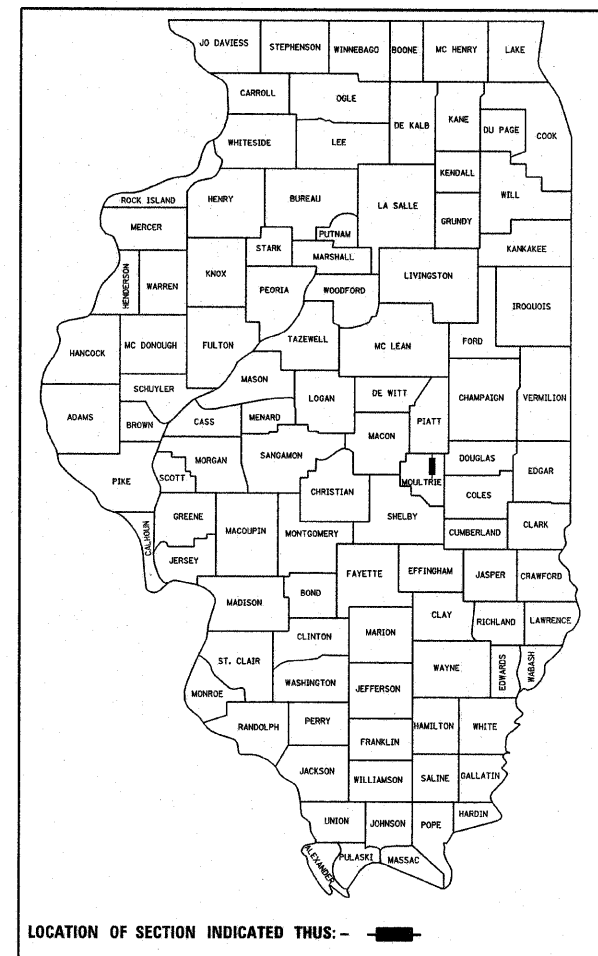 JO DAVIESS STEPHENSON WINNEBAGO BOONE MC HENRY LAKE
CARROLL OGLE DE KALB KANE DU PAGE COOK
WHITESIDE LEE KENDALL WILL
ROCK ISLAND HENRY BUREAU LA SALLE GRUNDY
MERCER PUTNAM KANKAKEE
STARK MARSHALL
HENDERSON WARREN KNOX PEORIA WOODFORD LIVINGSTON IROQUOIS
HANCOCK MC DONOUGH FULTON TAZEWELL MC LEAN FORD
SCHUYLER MASON LOGAN DE WITT CHAMPAIGN VERMILION
ADAMS BROWN CASS MENARD MACON PIATT
PIKE SCOTT MORGAN SANGAMON CHRISTIAN MOULTRIE DOUGLAS EDGAR
COLES
CALHOUN GREENE MACOUPIN MONTGOMERY SHELBY CUMBERLAND CLARK
JERSEY FAYETTE EFFINGHAM JASPER CRAWFORD
MADISON BOND CLAY RICHLAND LAWRENCE
CLINTON MARION
ST. CLAIR WAYNE EDWARDS WABASH
MONROE WASHINGTON JEFFERSON
RANDOLPH PERRY HAMILTON WHITE
FRANKLIN
JACKSON WILLIAMSON SALINE GALLATIN
UNION JOHNSON POPE HARDIN
ALEXANDER PULASKI MASSAC
LOCATION OF SECTION INDICATED THUS: -